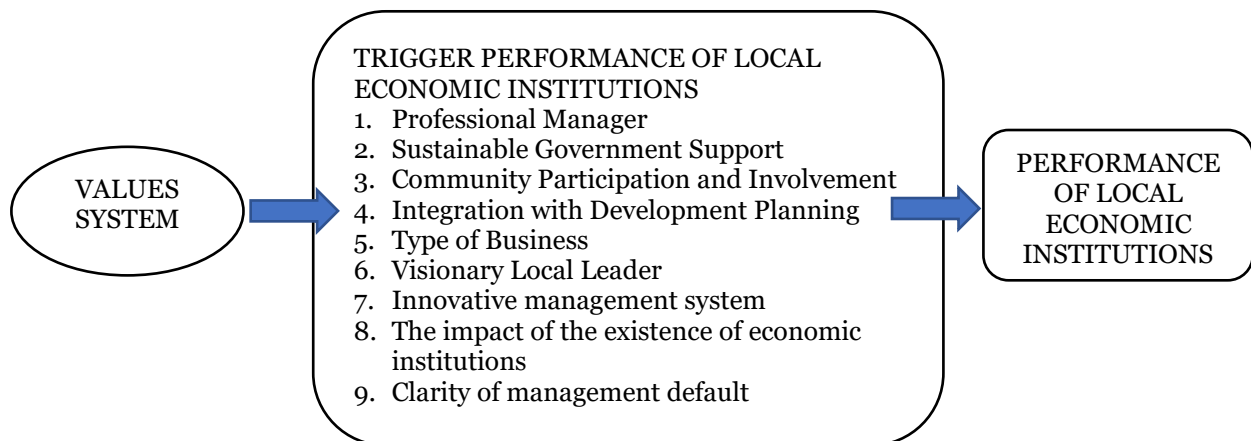 VALUES
SYSTEM
TRIGGER PERFORMANCE OF LOCAL
ECONOMIC INSTITUTIONS
1. Professional Manager
2. Sustainable Government Support
3. Community Participation and Involvement
4. Integration with Development Planning
5. Type of Business
6. Visionary Local Leader
7. Innovative management system
8. The impact of the existence of economic
institutions
9. Clarity of management default
PERFORMANCE
OF LOCAL
ECONOMIC
INSTITUTIONS